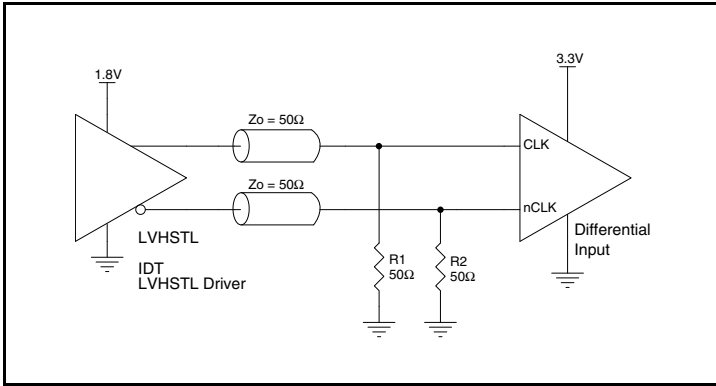 1.8V
3.3V
Zo = 50Ω
CLK
Zo = 50Ω
nCLK
LVHSTL
IDT
LVHSTL Driver
R1
50Ω
R2
50Ω
Differential
Input